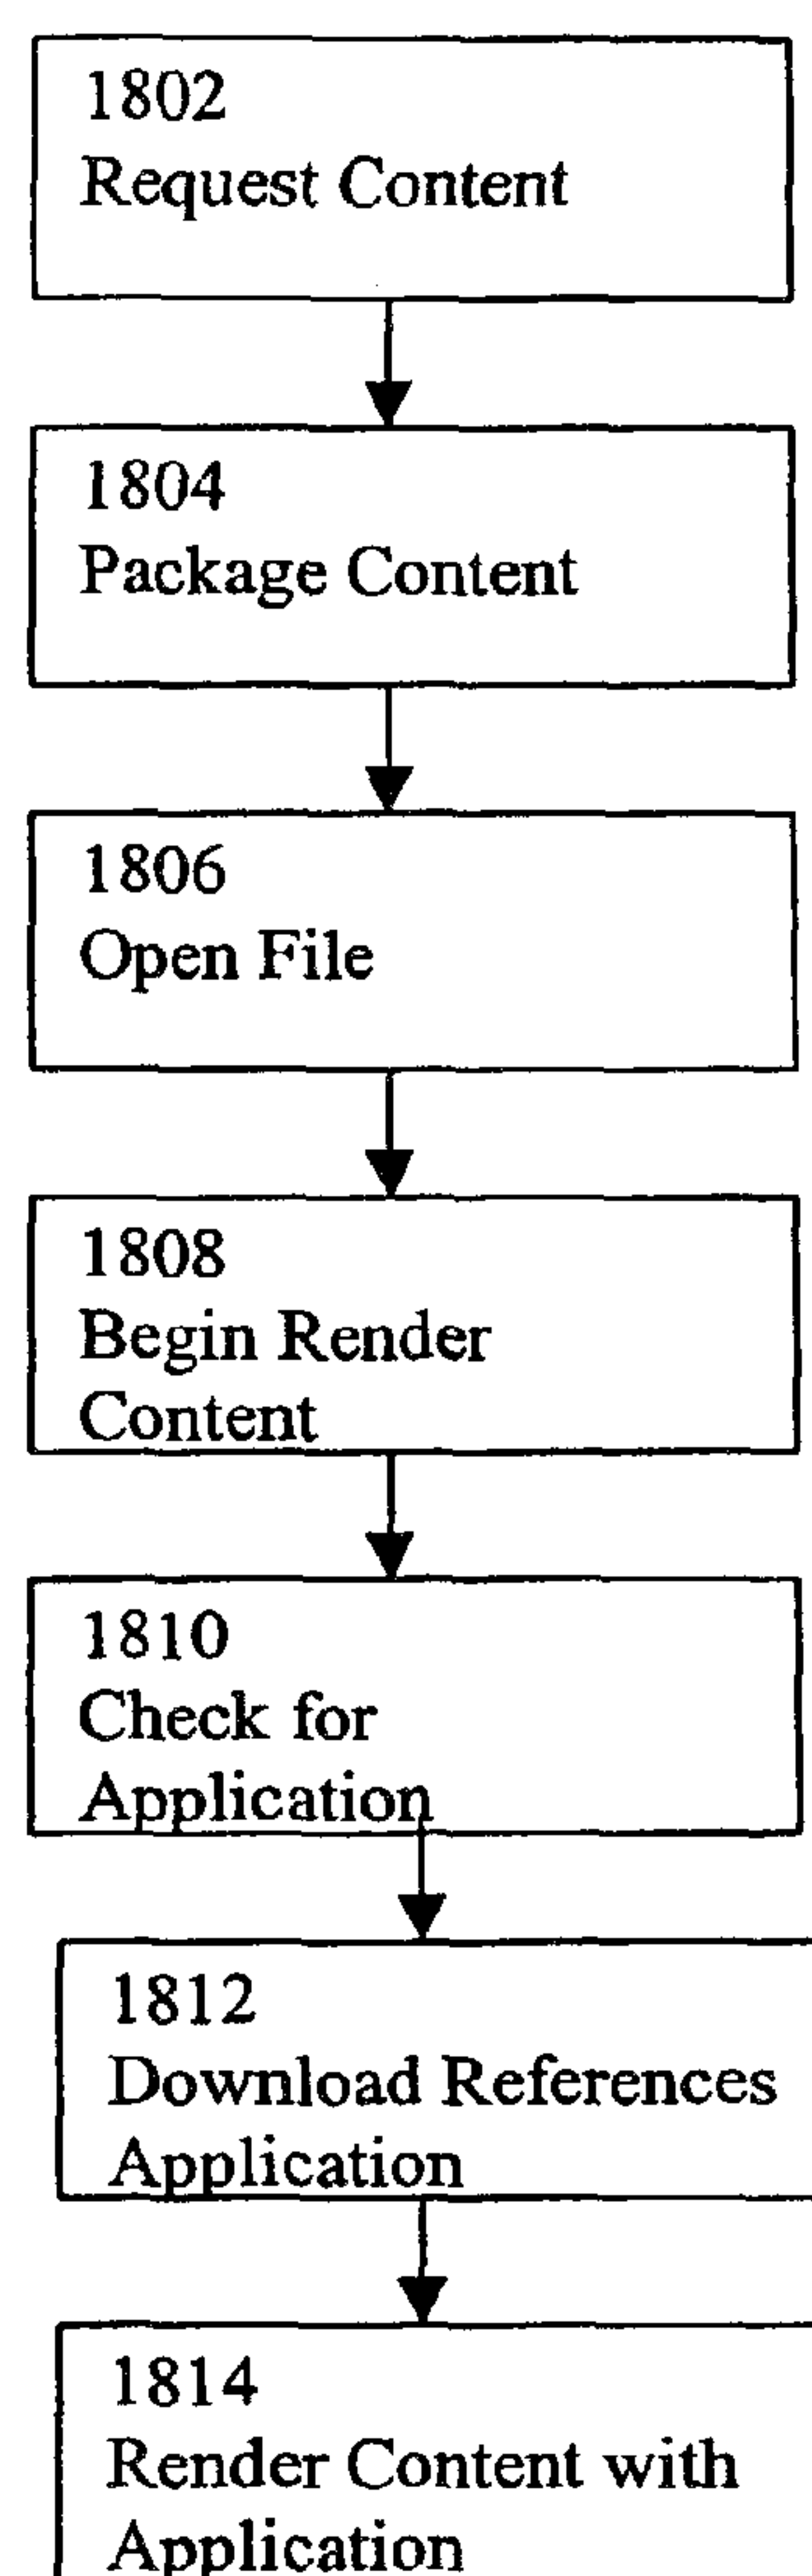 1802
Request Content
1804
Package Content
1806
Open File
1808
Begin Render
Content
1810
Check for
Application
1812
Download References
Application
1814
Render Content with
Application